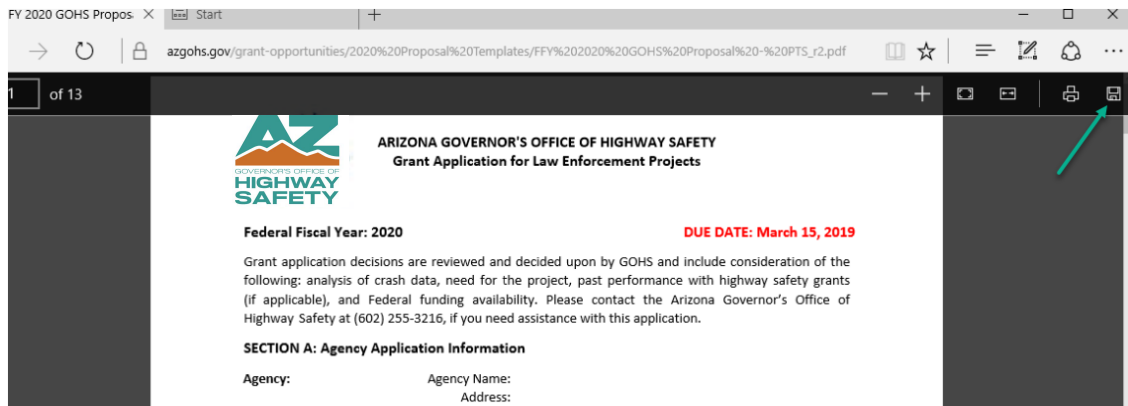 FY 2020 GOHS Propos
Start
azgohs.gov/grant-opportunities/2020%20Proposal%20Templates/FFY%202020%20GOHS%20Proposal%20-%20PTS_r2.pdf
1 of 13
AZ
GOVERNOR'S OFFICE OF
HIGHWAY
SAFETY
ARIZONA GOVERNOR'S OFFICE OF HIGHWAY SAFETY
Grant Application for Law Enforcement Projects
Federal Fiscal Year: 2020 DUE DATE: March 15, 2019
Grant application decisions are reviewed and decided upon by GOHS and include consideration of the
following: analysis of crash data, need for the project, past performance with highway safety grants
(if applicable), and Federal funding availability. Please contact the Arizona Governor's Office of
Highway Safety at (602) 255-3216, if you need assistance with this application.
SECTION A: Agency Application Information
Agency: Agency Name:
Address: